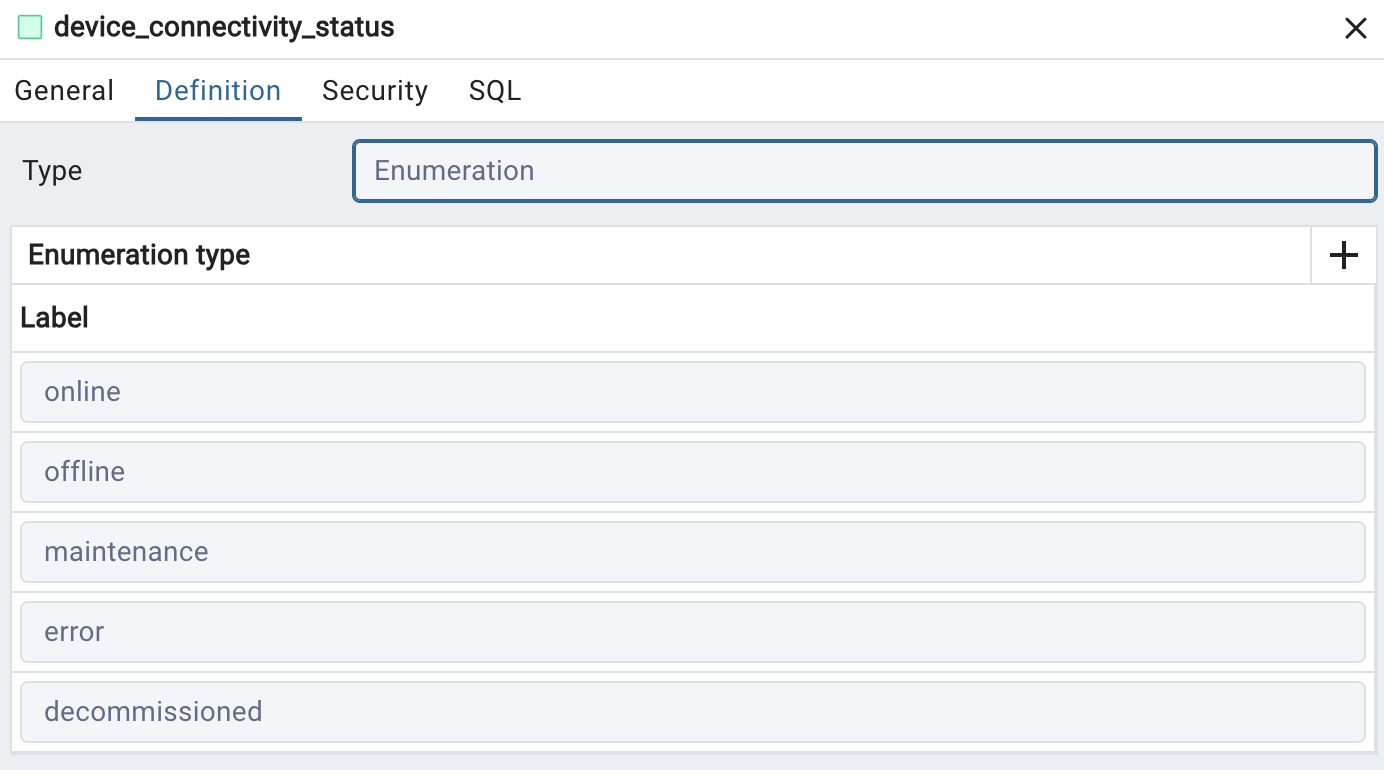 device_connectivity_status
General Definition Security SQL
Type Enumeration
Enumeration type
Label
online
offline
maintenance
error
decommissioned